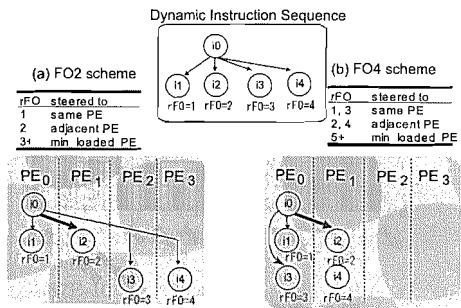 Dynamic Instruction Sequence
i0
i1 i2 i3 i4
rFO=1 rFO=2 rFO=3 rFO=4
(a) FO2 scheme
rFO steered to
1 same PE
2 adjacent PE
3+ min loaded PE
PE0 PE1 PE2 PE3
i0
i1 i2
rFO=1 rFO=2
i3 i4
rFO=3 rFO=4
(b) FO4 scheme
rFO steered to
1, 3 same PE
2, 4 adjacent PE
5+ min loaded PE
PE0 PE1 PE2 PE3
i0
i1 i2
rFO=1 rFO=2
i3 i4
rFO=3 rFO=4